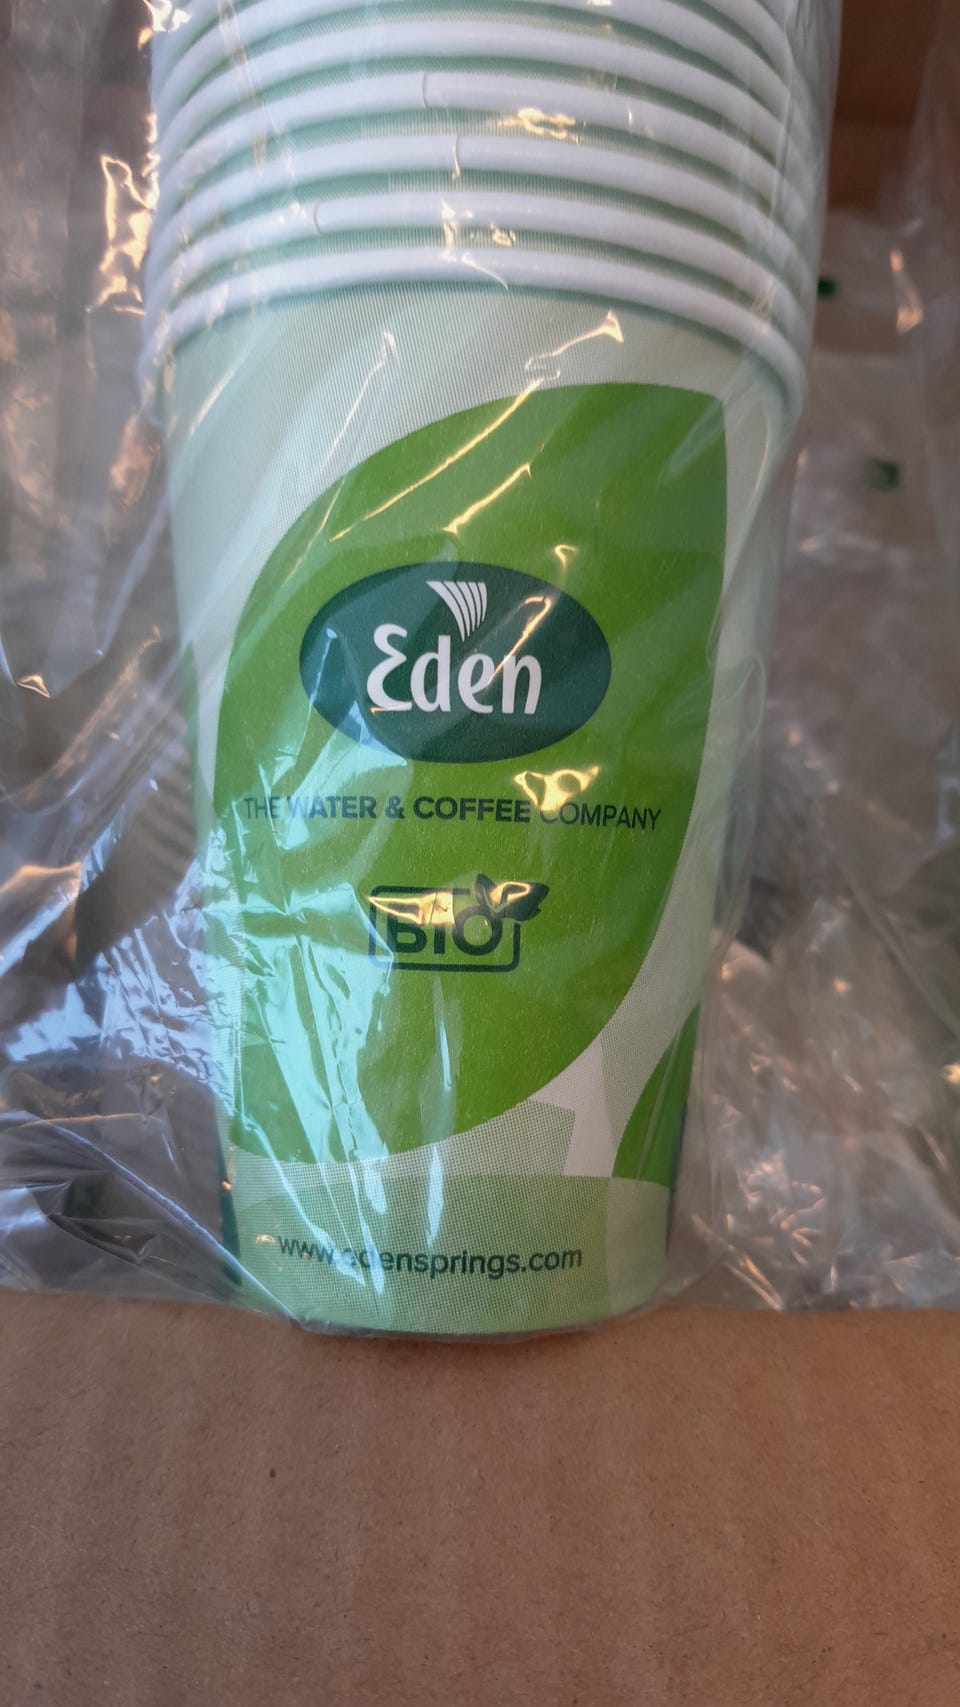 Eden
THE WATER & COFFEE COMPANY
BIO
www.edensprings.com